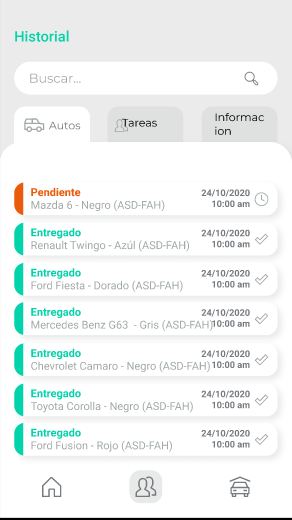 Historial
Buscar...
Autos
Tareas
Informac
ion
Pendiente
24/10/2020
Mazda 6 - Negro (ASD-FAH)
10:00 am
Entregado
24/10/2020
Renault Twingo - Azúl (ASD-FAH)
10:00 am
Entregado
24/10/2020
Ford Fiesta - Dorado (ASD-FAH)
10:00 am
Entregado
24/10/2020
Mercedes Benz G63  - Gris (ASD-FAH)
10:00 am
Entregado
24/10/2020
Chevrolet Camaro - Negro (ASD-FAH)
10:00 am
Entregado
24/10/2020
Toyota Corolla - Negro (ASD-FAH)
10:00 am
Entregado
24/10/2020
Ford Fusion - Rojo (ASD-FAH)
10:00 am